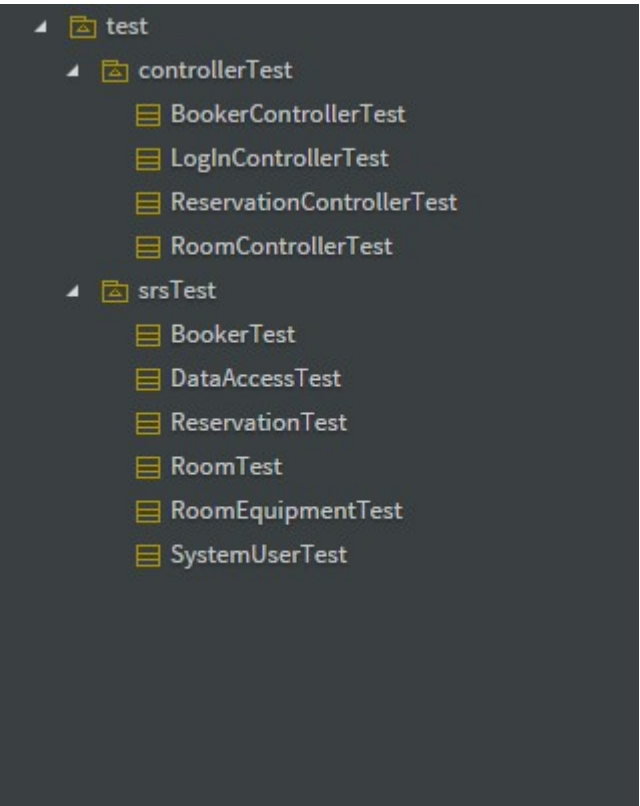 test
controllerTest
BookerControllerTest
LogInControllerTest
ReservationControllerTest
RoomControllerTest
srsTest
BookerTest
DataAccessTest
ReservationTest
RoomTest
RoomEquipmentTest
SystemUserTest